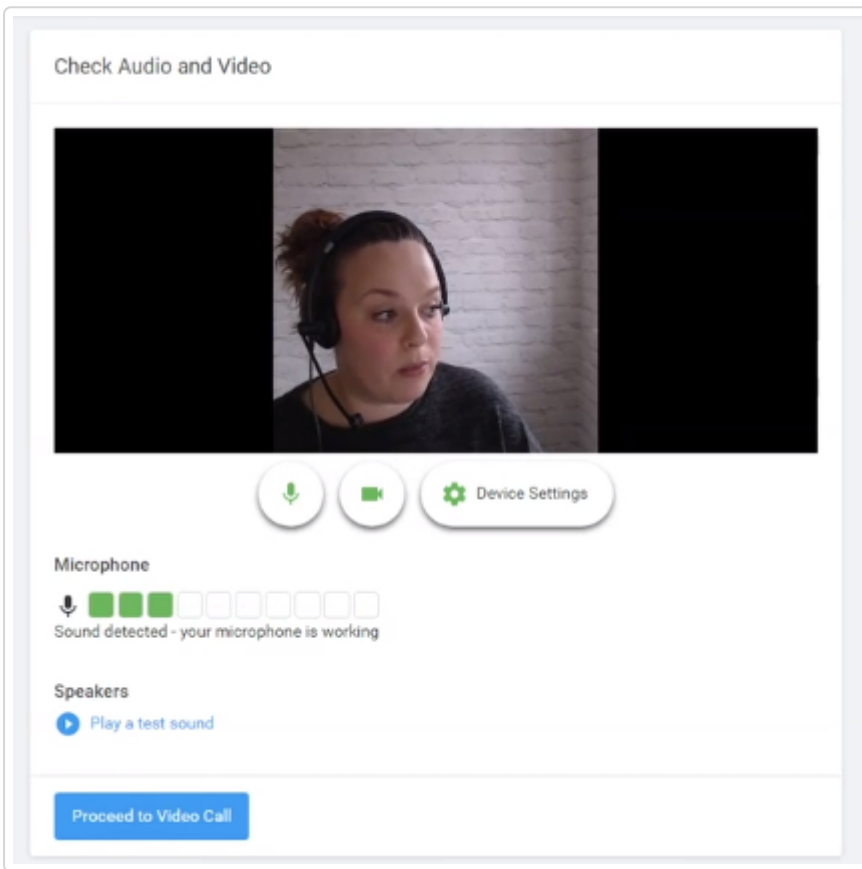 Check Audio and Video
Device Settings
Microphone
Sound detected - your microphone is working
Speakers
Play a test sound
Proceed to Video Call